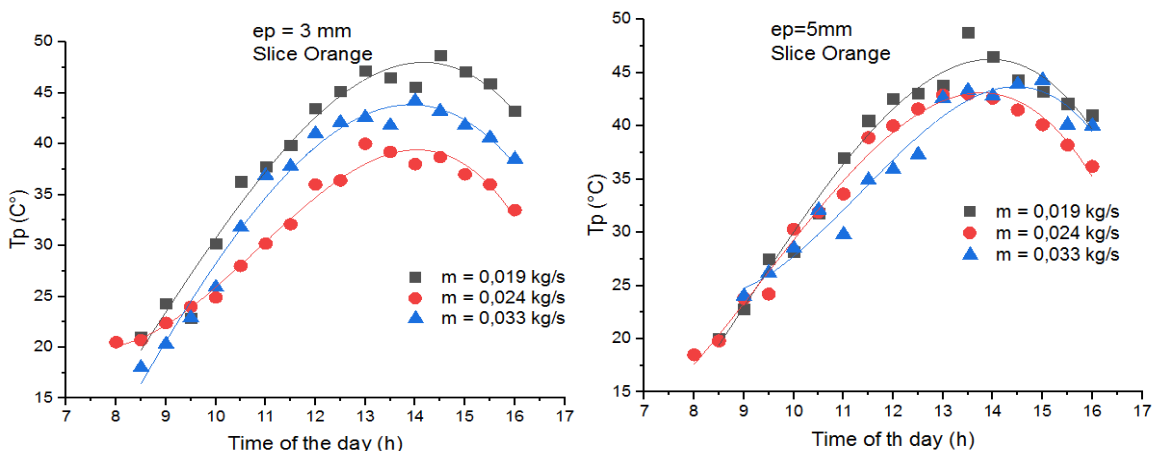 ep = 3 mm
Slice Orange
50
45
40
35
30
25
20
15
Tp (C°)
m = 0,019 kg/s
m = 0,024 kg/s
m = 0,033 kg/s
7 8 9 10 11 12 13 14 15 16 17
Time of the day (h)
ep=5mm
Slice Orange
50
45
40
35
30
25
20
15
Tp (°C)
m = 0,019 kg/s
m = 0,024 kg/s
m = 0,033 kg/s
7 8 9 10 11 12 13 14 15 16 17
Time of th day (h)